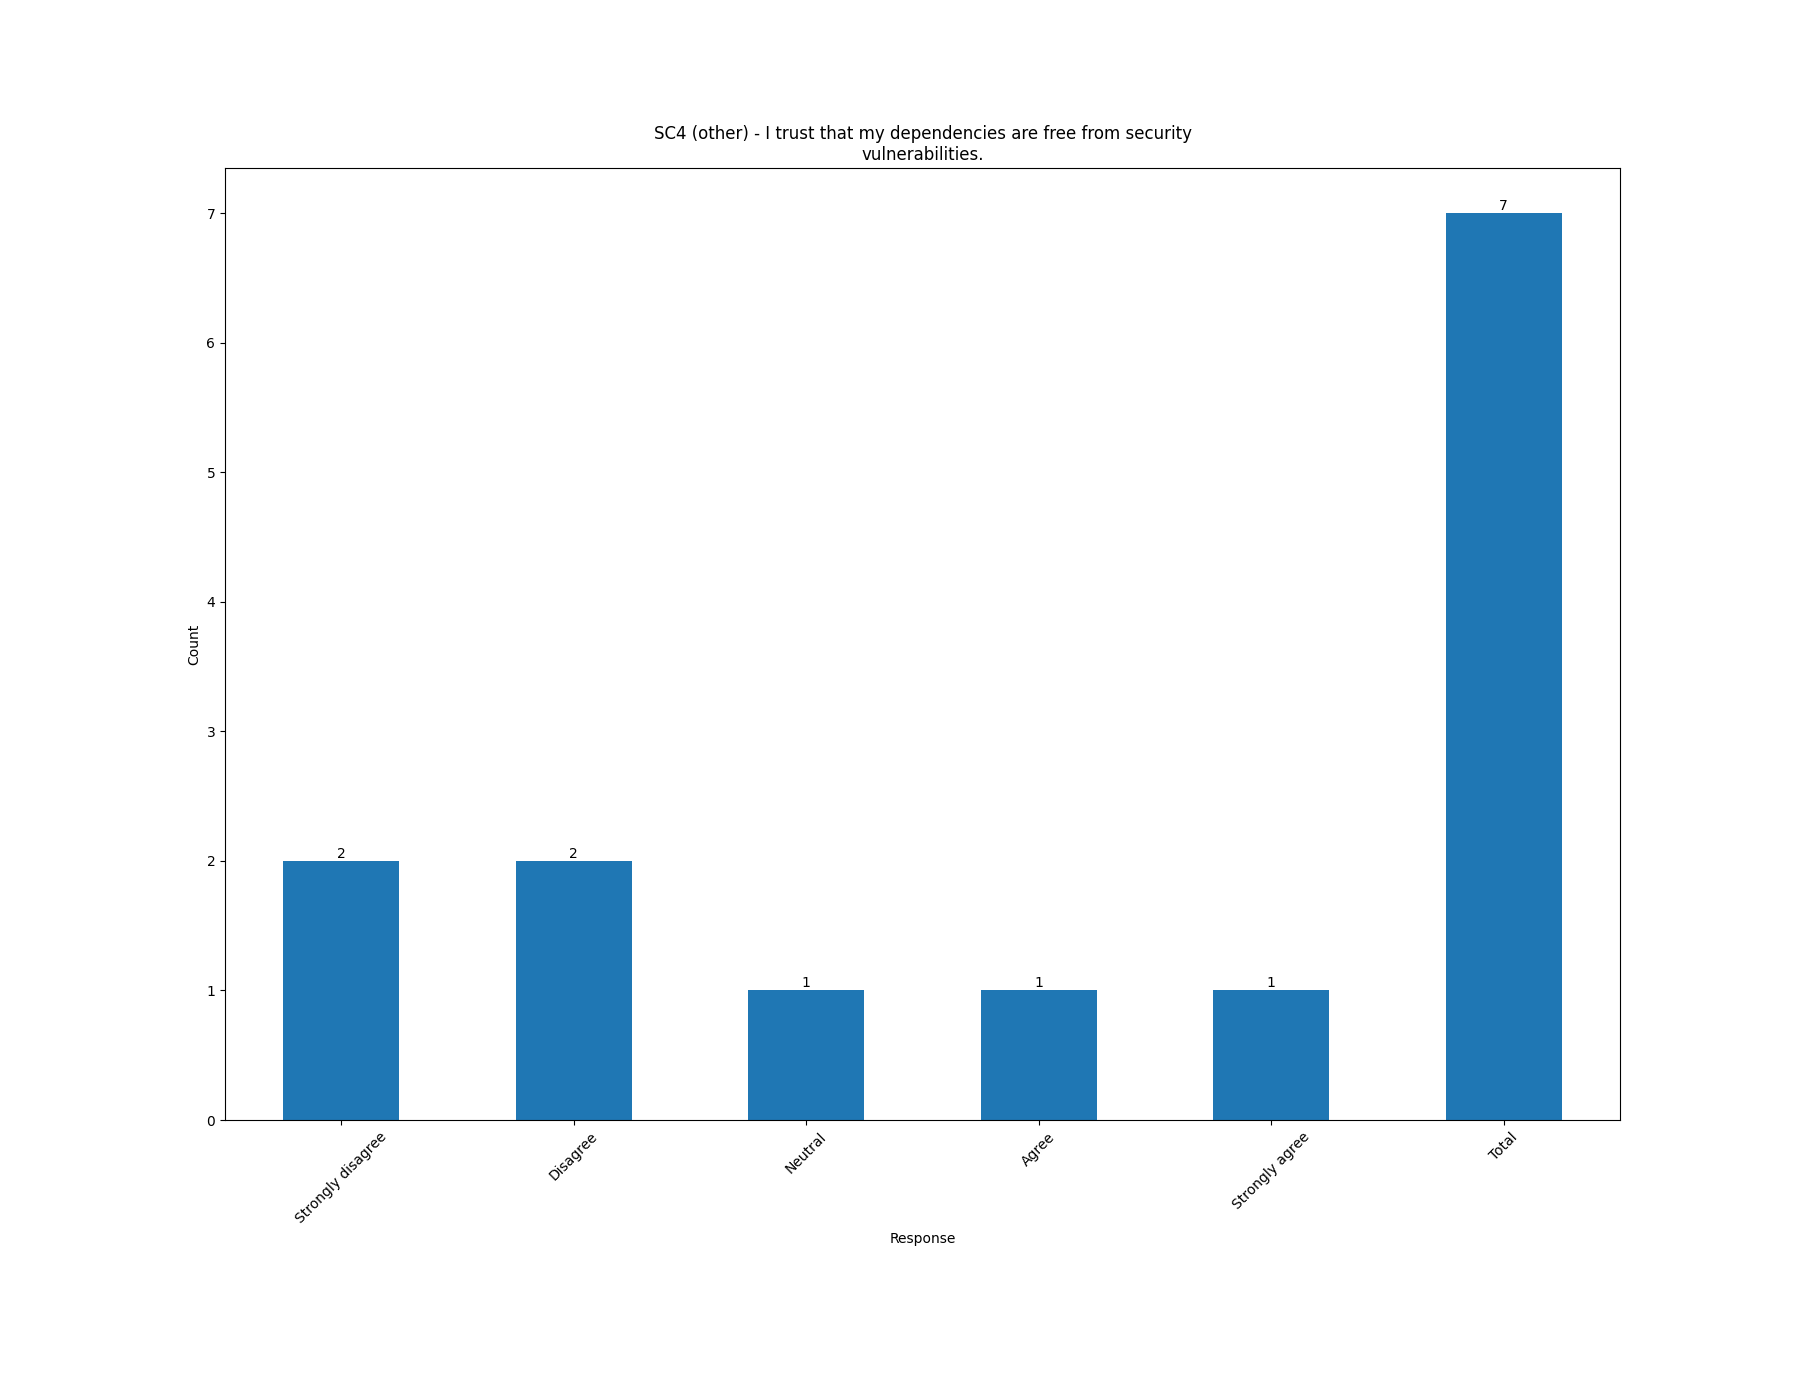 SC4 (other) - I trust that my dependencies are free from security
vulnerabilities.
7
6
5
4
3
2
1
0
Count
2
2
1
1
1
7
Strongly disagree
Disagree
Neutral
Agree
Strongly agree
Total
Response